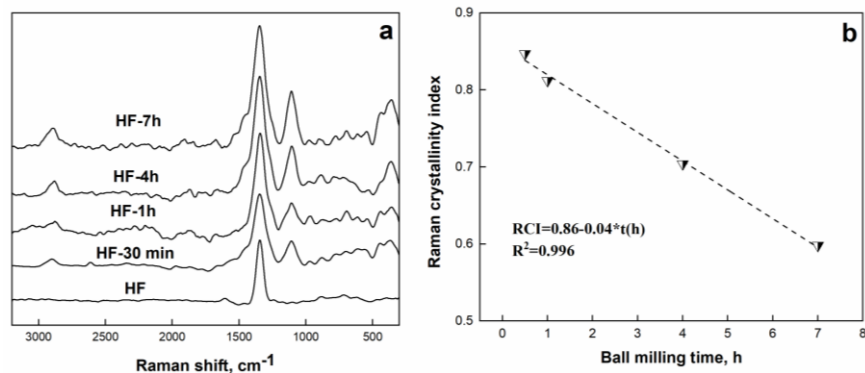 a
HF-7h
HF-4h
HF-1h
HF-30 min
HF
3000 2500 2000 1500 1000 500
Raman shift, cm-1
b
0.9
0.8
0.7
0.6
0.5
Raman crystallinity index
RCI=0.86-0.04*t(h)
R2=0.996
0 1 2 3 4 5 6 7 8
Ball milling time, h